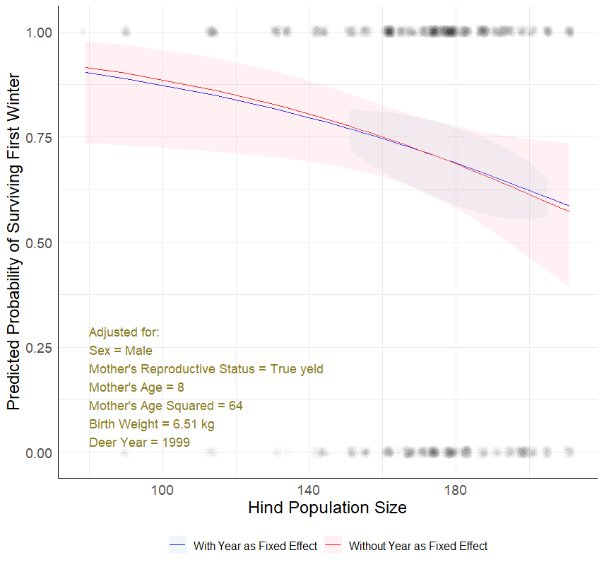 Predicted Probability of Surviving First Winter
1.00
0.75
0.50
0.25
0.00
Adjusted for:
Sex = Male
Mother's Reproductive Status = True yeld
Mother's Age = 8
Mother's Age Squared = 64
Birth Weight = 6.51 kg
Deer Year = 1999
100 140 180
Hind Population Size
With Year as Fixed Effect Without Year as Fixed Effect